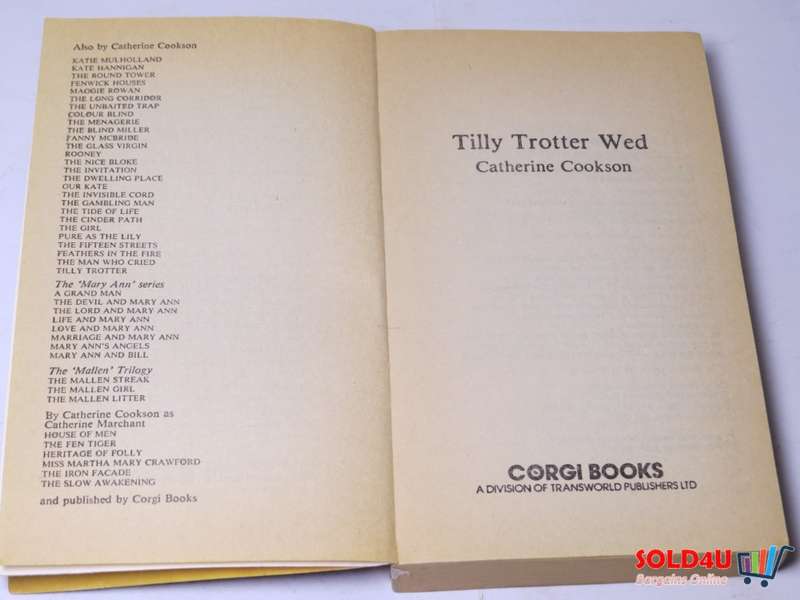 Also by Catherine Cookson
KATIE MULHOLLAND
KATE HANNIGAN
THE ROUND TOWER
FENWICK HOUSES
MAGGIE ROWAN
THE LONG CORRIDOR
THE UNBAITED TRAP
COLOUR BLIND
THE MENAGERIE
THE BLIND MILLER
FANNY MCBRIDE
THE GLASS VIRGIN
ROONEY
THE NICE BLOKE
THE INVITATION
THE DWELLING PLACE
OUR KATE
THE INVISIBLE CORD
THE GAMBLING MAN
THE TIDE OF LIFE
THE CINDER PATH
THE GIRL
PURE AS THE LILY
THE FIFTEEN STREETS
FEATHERS IN THE FIRE
THE MAN WHO CRIED
TILLY TROTTER
The 'Mary Ann' series
A GRAND MAN
THE DEVIL AND MARY ANN
THE LORD AND MARY ANN
LIFE AND MARY ANN
LOVE AND MARY ANN
MARRIAGE AND MARY ANN
MARY ANN'S ANGELS
MARY ANN AND BILL
The 'Mallen' Trilogy
THE MALLEN STREAK
THE MALLEN GIRL
THE MALLEN LITTER
By Catherine Cookson as
Catherine Marchant
HOUSE OF MEN
THE FEN TIGER
HERITAGE OF FOLLY
MISS MARTHA MARY CRAWFORD
THE IRON FACADE
THE SLOW AWAKENING
and published by Corgi Books
Tilly Trotter Wed
Catherine Cookson
CORGI BOOKS
A DIVISION OF TRANSWORLD PUBLISHERS LTD
SOLD4U
Bargains Online